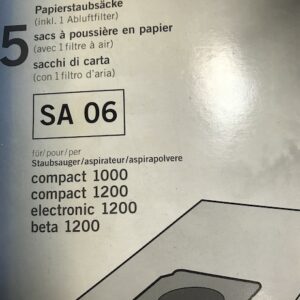 Papierstaubsäcke
(inkl. 1 Abluftfilter)
5
sacs à poussière en papier
(avec 1 filtre à air)
sacchi di carta
(con 1 filtro d'aria)
SA 06
für/pour/per
Staubsauger/aspirateur/aspirapolvere
compact 1000
compact 1200
electronic 1200
beta 1200